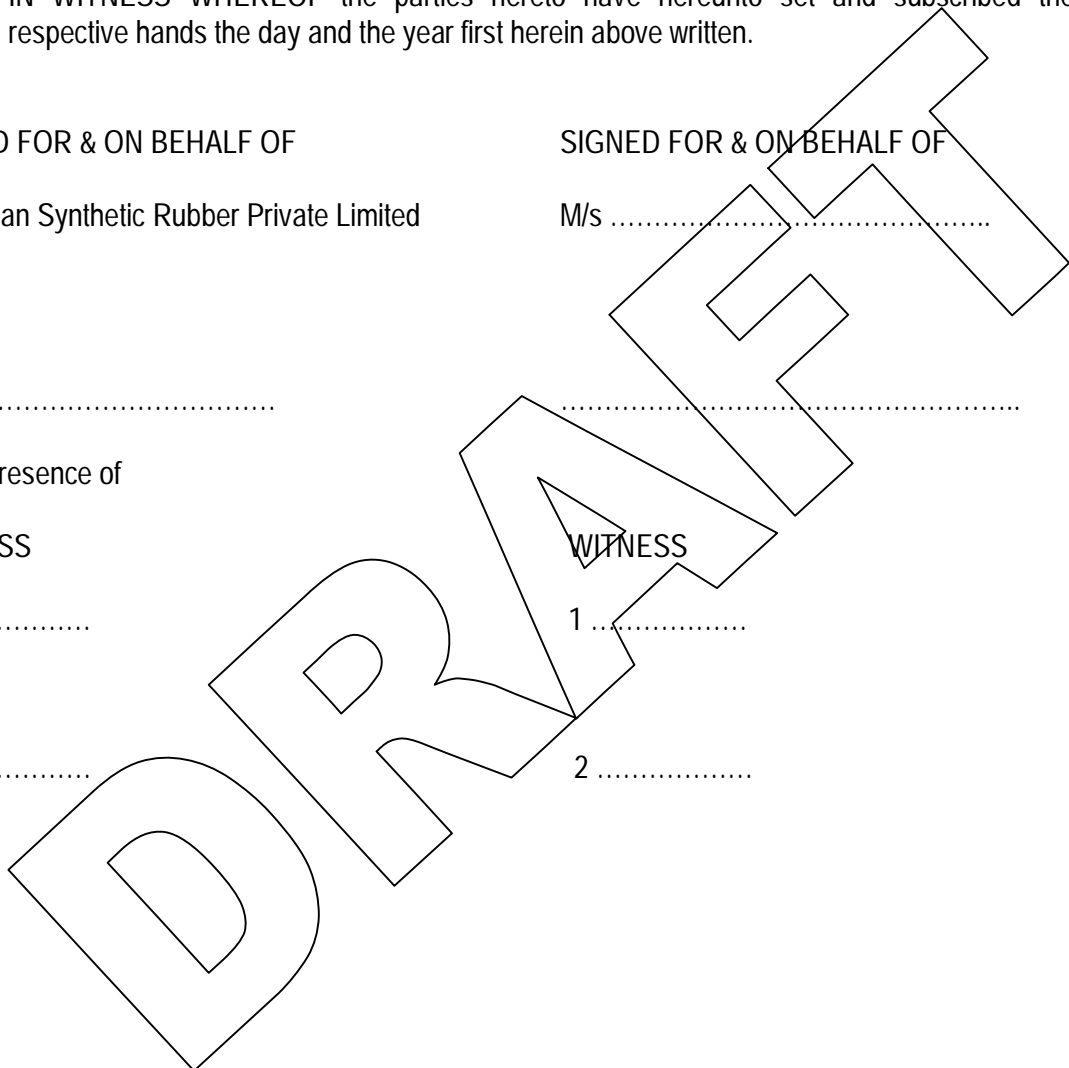 IN WITNESS WHEREOF the parties hereto have hereunto set and subscribed the
respective hands the day and the year first herein above written.
D FOR & ON BEHALF OF SIGNED FOR & ON BEHALF OF
an Synthetic Rubber Private Limited M/s ……………………………………..
…………………………… ……………………………………………..
resence of
SS WITNESS
………… 1 ………………
………… 2 ………………
DRAFT